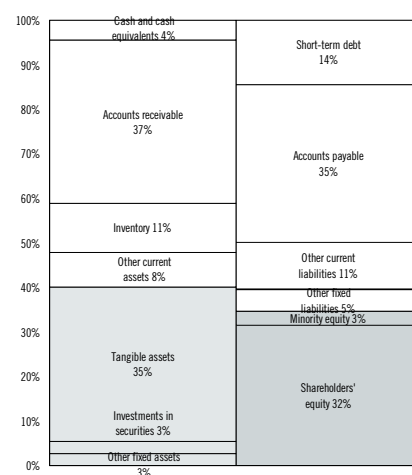 100%
90%
80%
70%
60%
50%
40%
30%
20%
10%
0%
Cash and cash
equivalents 4%
Accounts receivable
37%
Inventory 11%
Other current
assets 8%
Tangible assets
35%
Investments in
securities 3%
Other fixed assets
3%
Short-term debt
14%
Accounts payable
35%
Other current
liabilities 11%
Other fixed
liabilities 5%
Minority equity 3%
Shareholders'
equity 32%